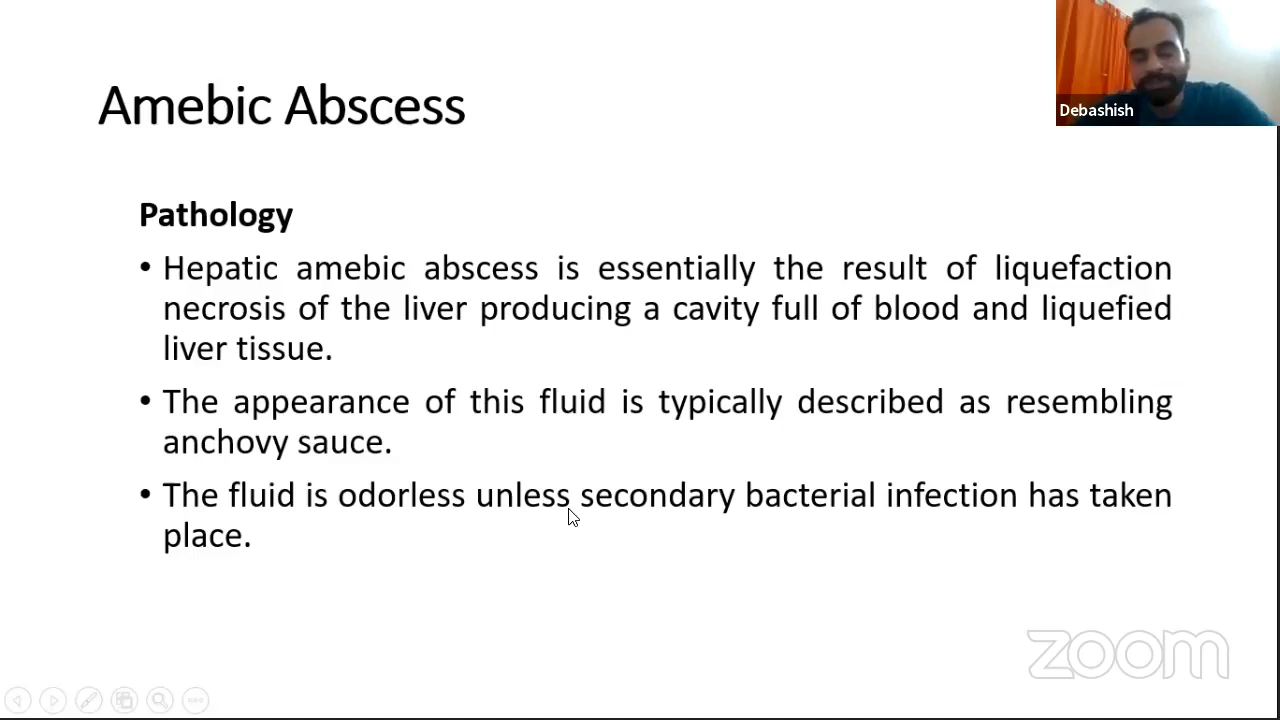 Amebic Abscess
Debashish
Pathology
• Hepatic amebic abscess is essentially the result of liquefaction
necrosis of the liver producing a cavity full of blood and liquefied
liver tissue.
• The appearance of this fluid is typically described as resembling
anchovy sauce.
• The fluid is odorless unless secondary bacterial infection has taken
place.
zoom